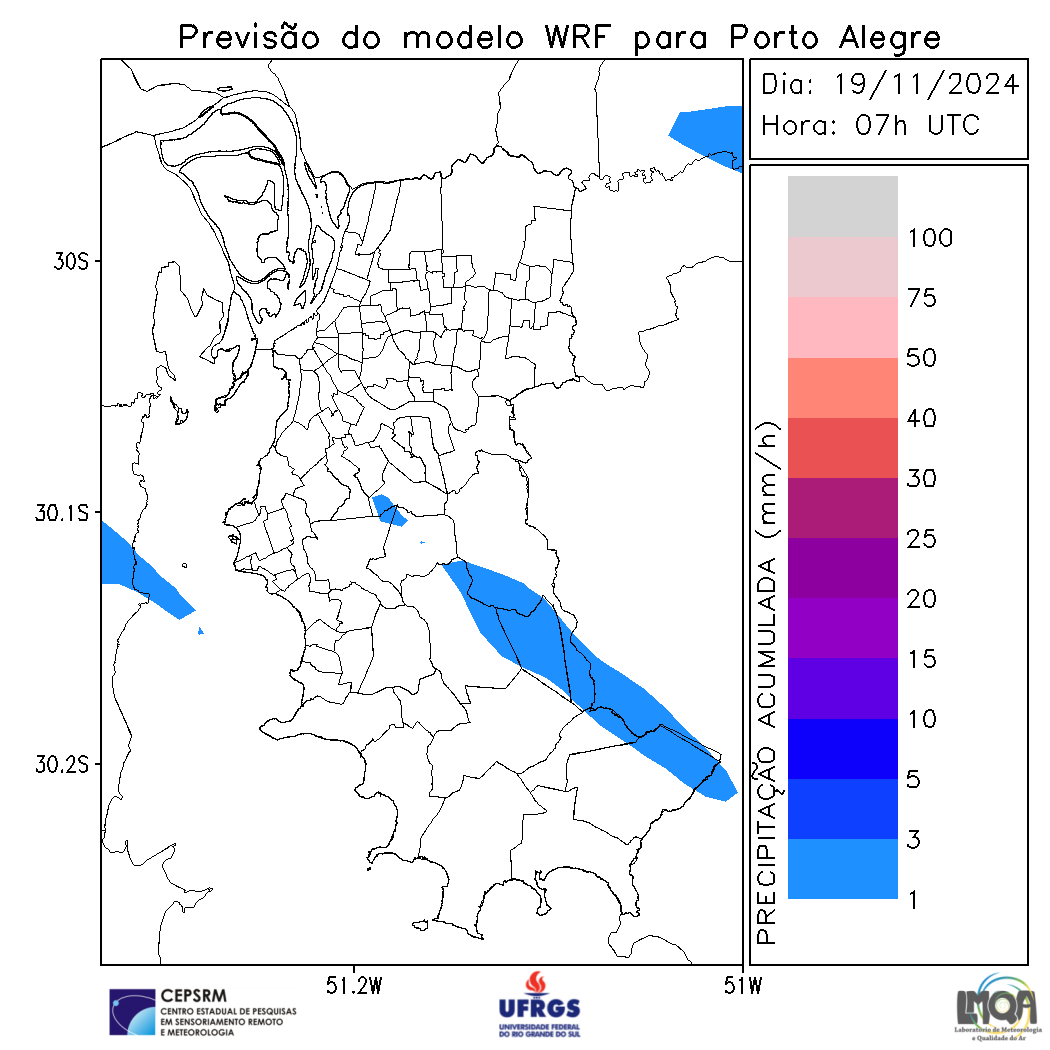 Previsão do modelo WRF para Porto Alegre
Dia: 19/11/2024
Hora: 07h UTC
30S
30.1S
30.2S
51.2W
51W
PRECIPITAÇÃO ACUMULADA (mm/h)
100
75
50
40
30
25
20
15
10
5
3
1
CEPSRM
CENTRO ESTADUAL DE PESQUISAS
EM SENSORIAMENTO REMOTO
E METEOROLOGIA
UFRGS
UNIVERSIDADE FEDERAL
DO RIO GRANDE DO SUL
LMQA
Laboratório de Meteorologia
e Qualidade do Ar